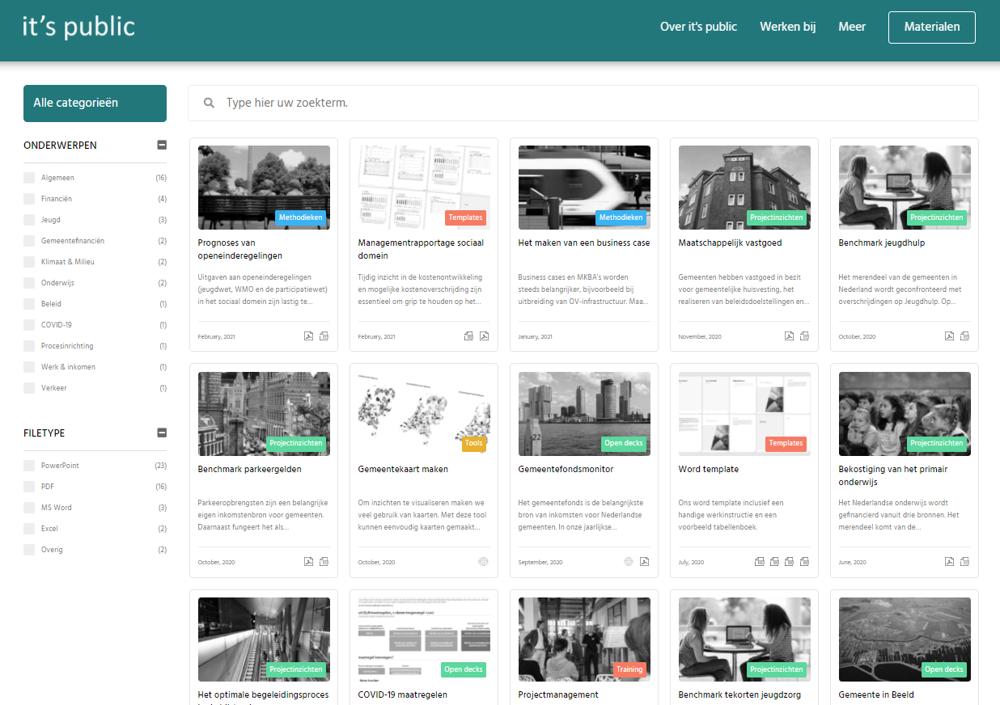 it's public
Over it's public
Werken bij
Meer
Materialen
Alle categorieën
Type hier uw zoekterm.
ONDERWERPEN
Algemeen (16)
Financiën (4)
Jeugd (3)
Gemeentefinanciën (2)
Klimaat & Milieu (2)
Onderwijs (2)
Beleid (1)
COVID-19 (1)
Procesinrichting (1)
Werk & inkomen (1)
Verkeer (1)
FILETYPE
PowerPoint (23)
PDF (16)
MS Word (3)
Excel (2)
Overig (2)
Methodieken
Prognoses van
openeinderegelingen
Uitgaven aan openeinderegelingen
(jeugdwet, WMO en de participatiewet)
in het sociaal domein zijn lastig te...
February, 2021
Templates
Managementrapportage sociaal
domein
Tijdig inzicht in de kostenontwikkeling
en mogelijke kostenoverschrijding zijn
essentieel om grip te houden op het...
February, 2021
2
Methodieken
Het maken van een business case
Business cases en MKBA's worden
steeds belangrijker, bijvoorbeeld bij
uitbreiding van OV-infrastructuur. Maa...
January, 2021
Projectinzichten
Maatschappelijk vastgoed
Gemeenten hebben vastgoed in bezit
voor gemeentelijke huisvesting, het
realiseren van beleidsdoelstellingen en...
November, 2020
Projectinzichten
Benchmark jeugdhulp
Het merendeel van de gemeenten in
Nederland wordt geconfronteerd met
overschrijdingen op Jeugdhulp. Op...
October, 2020
Projectinzichten
Benchmark parkeergelden
Parkeeropbrengsten zijn een belangrijke
eigen inkomstenbron voor gemeenten.
Daarnaast fungeert het als...
October, 2020
Tools
Gemeentekaart maken
Om inzichten te visualiseren maken we
veel gebruik van kaarten. Met deze tool
kunnen eenvoudig kaarten gemaakt...
October, 2020
22
Open decks
Gemeentefondsmonitor
Het gemeentefonds is de belangrijkste
bron van inkomsten voor Nederlandse
gemeenten. In onze jaarlijkse...
September, 2020
Templates
Word template
Ons word template inclusief een
handige werkinstructie en een
voorbeeld tabellenboek.
July, 2020
Projectinzichten
Bekostiging van het primair
onderwijs
Het Nederlandse onderwijs wordt
gefinancierd vanuit drie bronnen. Het
merendeel komt van de...
June, 2020
Projectinzichten
Het optimale begeleidingsproces
Open decks
COVID-19 maatregelen
Training
Projectmanagement
Projectinzichten
Benchmark tekorten jeugdzorg
Open decks
Gemeente in Beeld